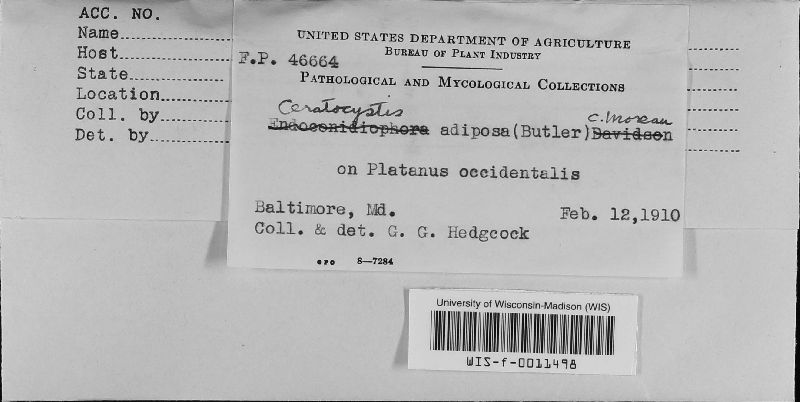 ACC. NO.
Name
Host
State
Location
Coll. by
Det. by
UNITED STATES DEPARTMENT OF AGRICULTURE
BUREAU OF PLANT INDUSTRY
F.P. 46664
PATHOLOGICAL AND MYCOLOGICAL COLLECTIONS
Ceratocystis C. Moreau
Endoconidiophora adiposa (Butler) Davidson
on Platanus occidentalis
Baltimore, Md. Feb. 12,1910
Coll. & det. G. G. Hedgcock
GPO 8—7284
University of Wisconsin-Madison (WIS)
WIS-f-0011498